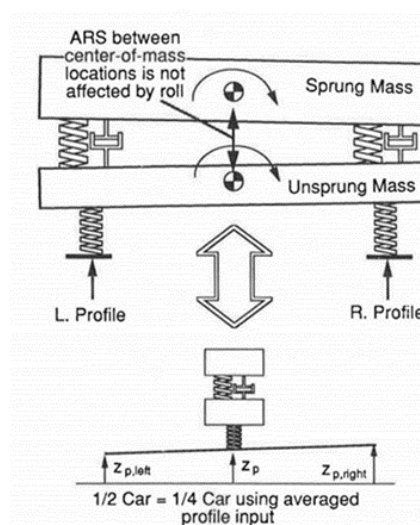 ARS between
center-of-mass
locations is not
affected by roll
Sprung Mass
Unsprung Mass
L. Profile
R. Profile
Zp,left
Zp
Zp,right
1/2 Car = 1/4 Car using averaged
profile input